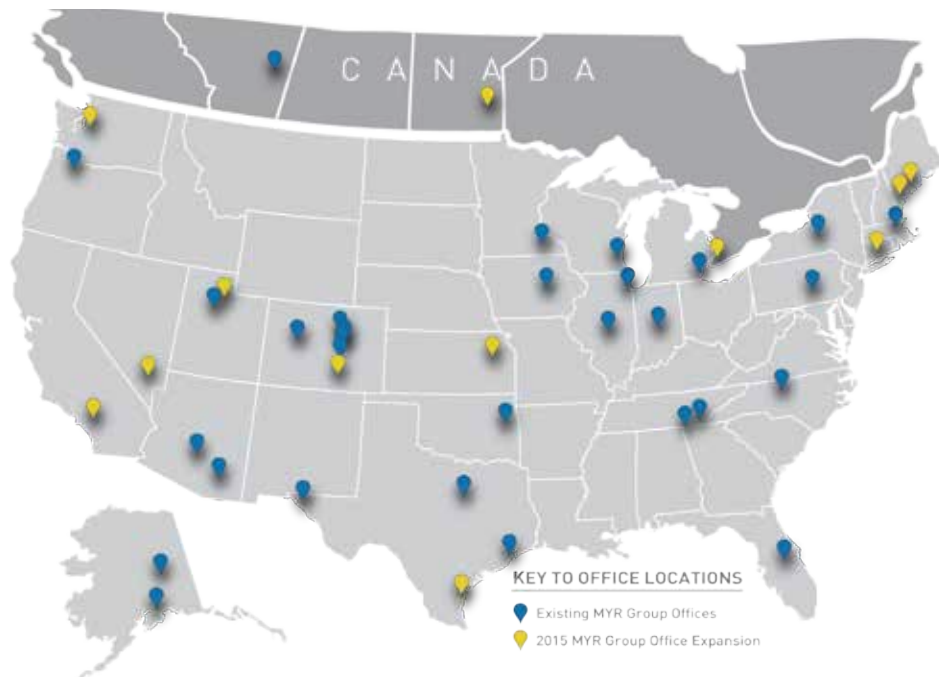 CANADA
KEY TO OFFICE LOCATIONS
Existing MYR Group Offices
2015 MYR Group Office Expansion